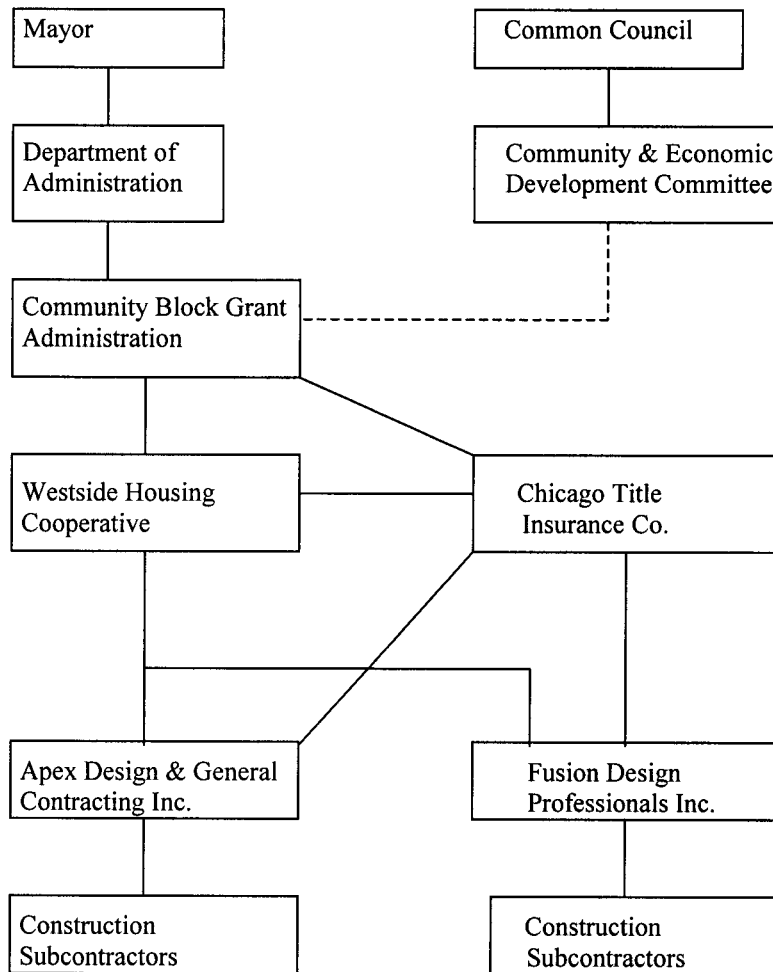 Mayor
Common Council
Department of
Administration
Community & Economic
Development Committee
Community Block Grant
Administration
Westside Housing
Cooperative
Chicago Title
Insurance Co.
Apex Design & General
Contracting Inc.
Fusion Design
Professionals Inc.
Construction
Subcontractors
Construction
Subcontractors